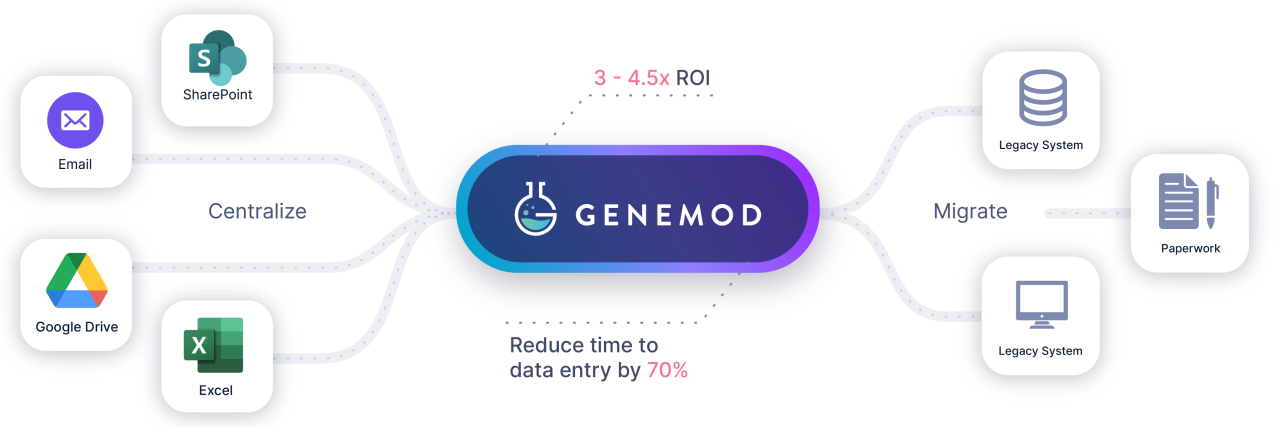 SharePoint
Email
Centralize
Google Drive
X
Excel
S
3 - 4.5x ROI
GENEMOD
Reduce time to
data entry by 70%
Legacy System
Migrate
Paperwork
Legacy System